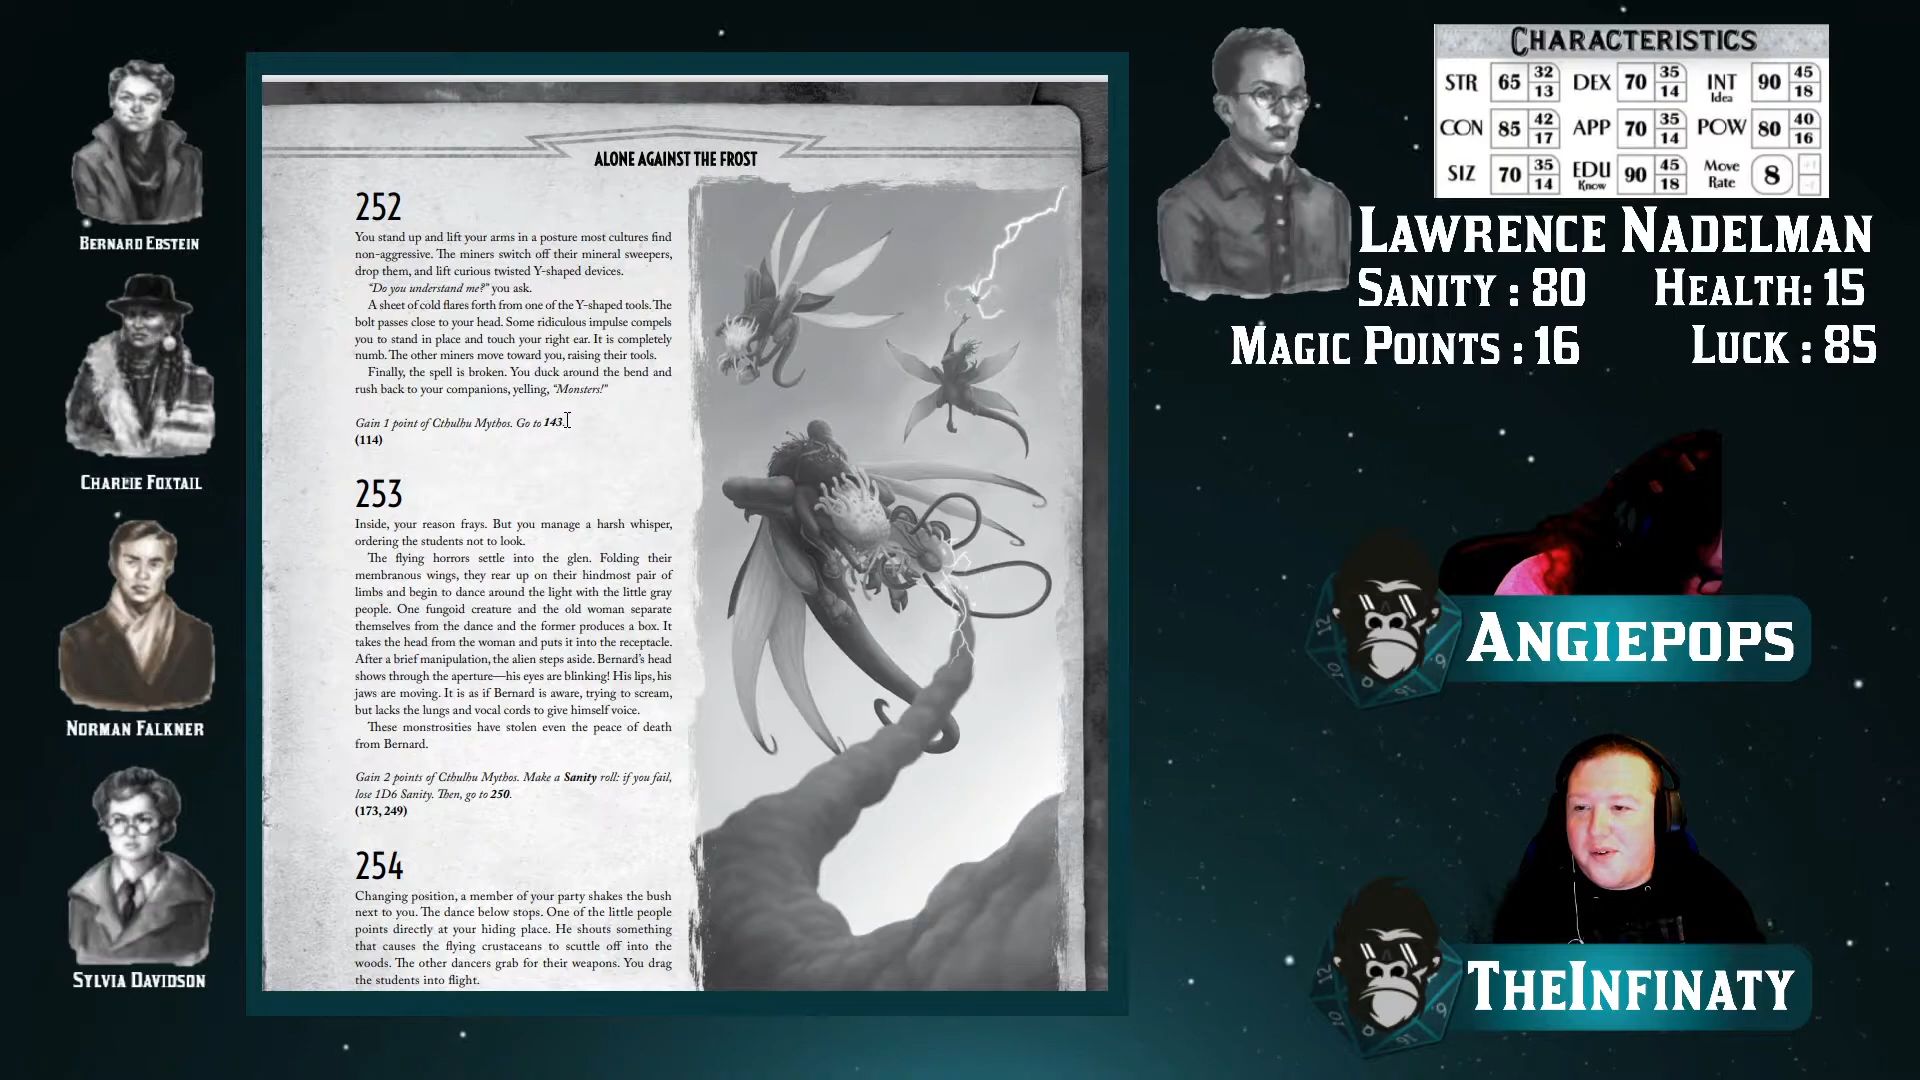 BERNARD EBSTEIN
CHARLIE FOXTAIL
NORMAN FALKNER
SYLVIA DAVIDSON
ALONE AGAINST THE FROST
252
You stand up and lift your arms in a posture most cultures find
non-aggressive. The miners switch off their mineral sweepers,
drop them, and lift curious twisted Y-shaped devices.
“Do you understand me?” you ask.
A sheet of cold flares forth from one of the Y-shaped tools. The
bolt passes close to your head. Some ridiculous impulse compels
you to stand in place and touch your right ear. It is completely
numb. The other miners move toward you, raising their tools.
Finally, the spell is broken. You duck around the bend and
rush back to your companions, yelling, “Monsters!”
Gain 1 point of Cthulhu Mythos. Go to 143.
(114)
253
Inside, your reason frays. But you manage a harsh whisper,
ordering the students not to look.
The flying horrors settle into the glen. Folding their
membranous wings, they rear up on their hindmost pair of
limbs and begin to dance around the light with the little gray
people. One fungoid creature and the old woman separate
themselves from the dance and the former produces a box. It
takes the head from the woman and puts it into the receptacle.
After a brief manipulation, the alien steps aside. Bernard’s head
shows through the aperture—his eyes are blinking! His lips, his
jaws are moving. It is as if Bernard is aware, trying to scream,
but lacks the lungs and vocal cords to give himself voice.
These monstrosities have stolen even the peace of death
from Bernard.
Gain 2 points of Cthulhu Mythos. Make a Sanity roll: if you fail,
lose 1D6 Sanity. Then, go to 250.
(173, 249)
254
Changing position, a member of your party shakes the bush
next to you. The dance below stops. One of the little people
points directly at your hiding place. He shouts something
that causes the flying crustaceans to scuttle off into the
woods. The other dancers grab for their weapons. You drag
the students into flight.
CHARACTERISTICS
STR 65 32 13 DEX 70 35 14 INT Idea 90 45 18
CON 85 42 17 APP 70 35 14 POW 80 40 16
SIZ 70 35 14 EDU Know 90 45 18 Move Rate 8
LAWRENCE NADELMAN
SANITY : 80 HEALTH: 15
MAGIC POINTS : 16 LUCK : 85
ANGIEPOPS
THEINFINATY